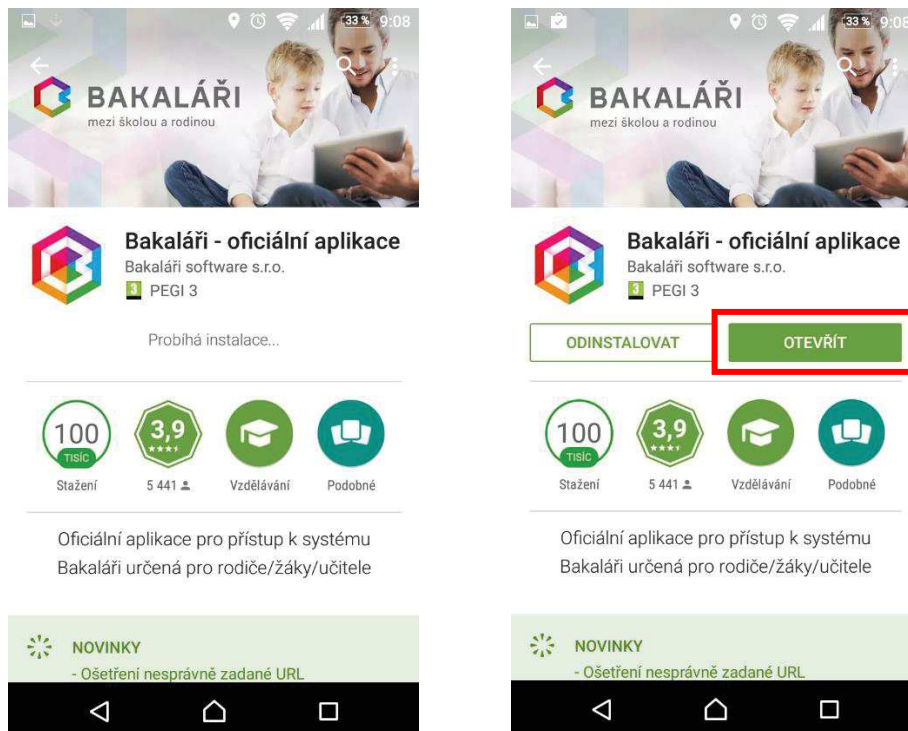 33 % 9:08
BAKALÁŘI
mezi školou a rodinou
Bakaláři - oficiální aplikace
Bakaláři software s.r.o.
3 PEGI 3
Probíhá instalace...
100
TISÍC
3,9
Stažení
5 441
Vzdělávání
Podobné
Oficiální aplikace pro přístup k systému
Bakaláři určená pro rodiče/žáky/učitele
NOVINKY
- Ošetření nesprávně zadané URL
33 % 9:08
BAKALÁŘI
mezi školou a rodinou
Bakaláři - oficiální aplikace
Bakaláři software s.r.o.
3 PEGI 3
ODINSTALOVAT
OTEVŘÍT
100
TISÍC
3,9
Stažení
5 441
Vzdělávání
Podobné
Oficiální aplikace pro přístup k systému
Bakaláři určená pro rodiče/žáky/učitele
NOVINKY
- Ošetření nesprávně zadané URL